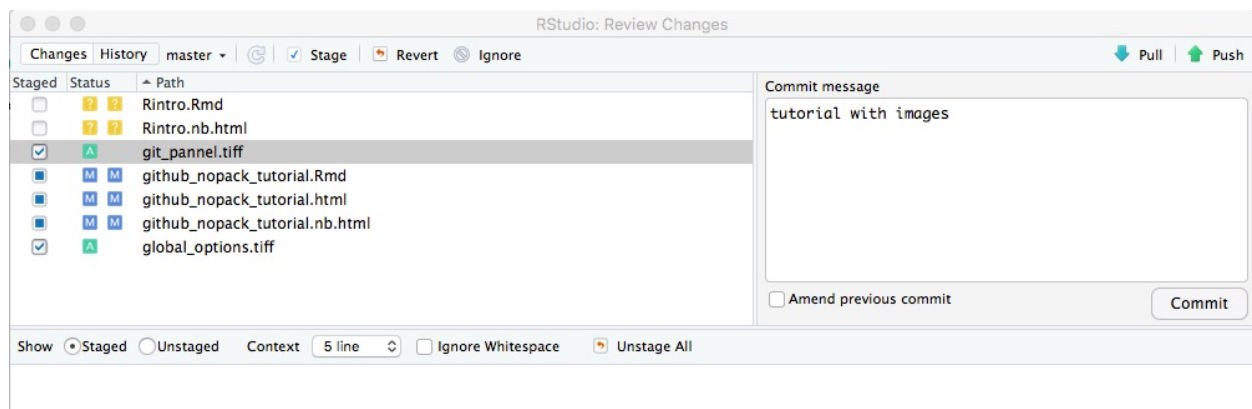 RStudio: Review Changes
Changes History master Stage Revert Ignore Pull Push
Staged Status Path
? ? Rintro.Rmd
? ? Rintro.nb.html
A git_pannel.tiff
M M github_nopack_tutorial.Rmd
M M github_nopack_tutorial.html
M M github_nopack_tutorial.nb.html
A global_options.tiff
Commit message
tutorial with images
Amend previous commit Commit
Show Staged Unstaged Context 5 line Ignore Whitespace Unstage All